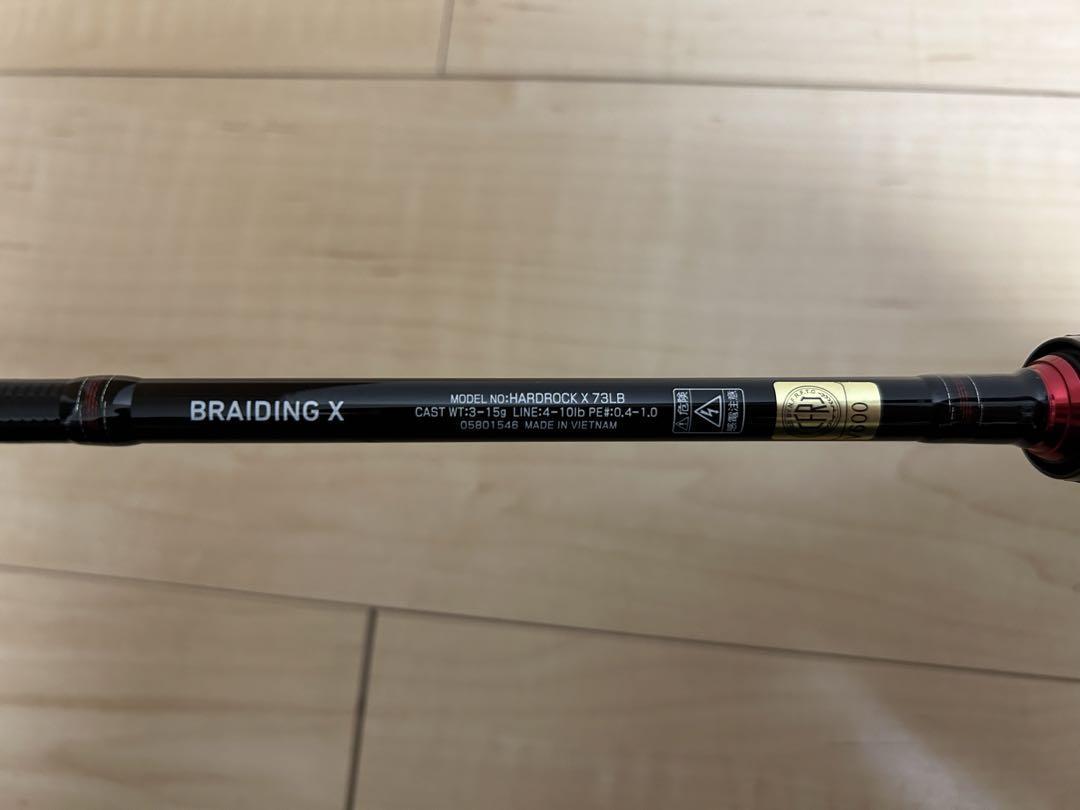 BRAIDING X
MODEL NO:HARDROCK X 73LB
CAST WT:3-15g LINE:4-10lb PE#:0.4-1.0
05801546 MADE IN VIETNAM
⚠危険
感電注意
V600